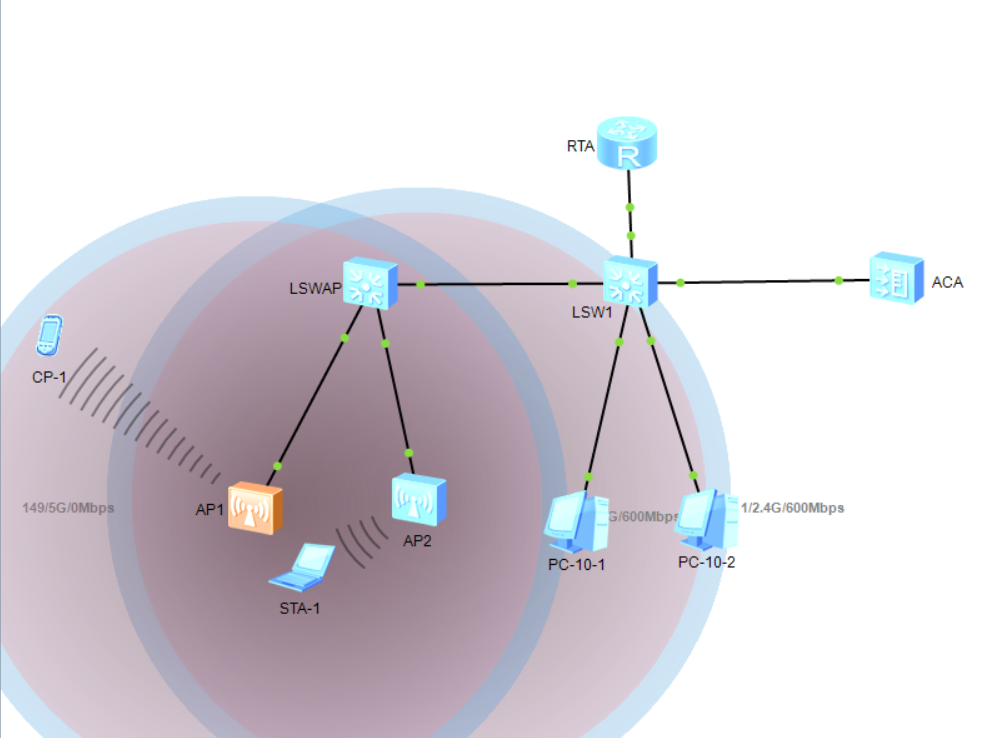 RTA
R
LSWAP
ACA
LSW1
CP-1
149/5G/0Mbps
AP1
G/600Mbps
1/2.4G/600Mbps
AP2
PC-10-1
PC-10-2
STA-1